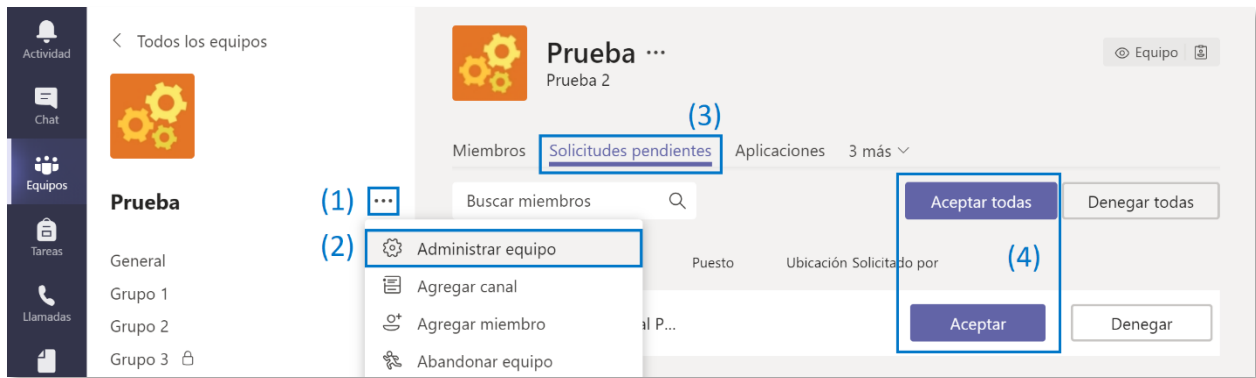 Actividad
Chat
Equipos
Tareas
Llamadas
Todos los equipos
Prueba
General
Grupo 1
Grupo 2
Grupo 3
(1) ...
(2) Administrar equipo
Agregar canal
Agregar miembro
Abandonar equipo
Prueba ...
Prueba 2
Equipo
(3)
Miembros Solicitudes pendientes Aplicaciones 3 más
Buscar miembros Aceptar todas Denegar todas
Puesto Ubicación Solicitado por (4)
al P... Aceptar Denegar